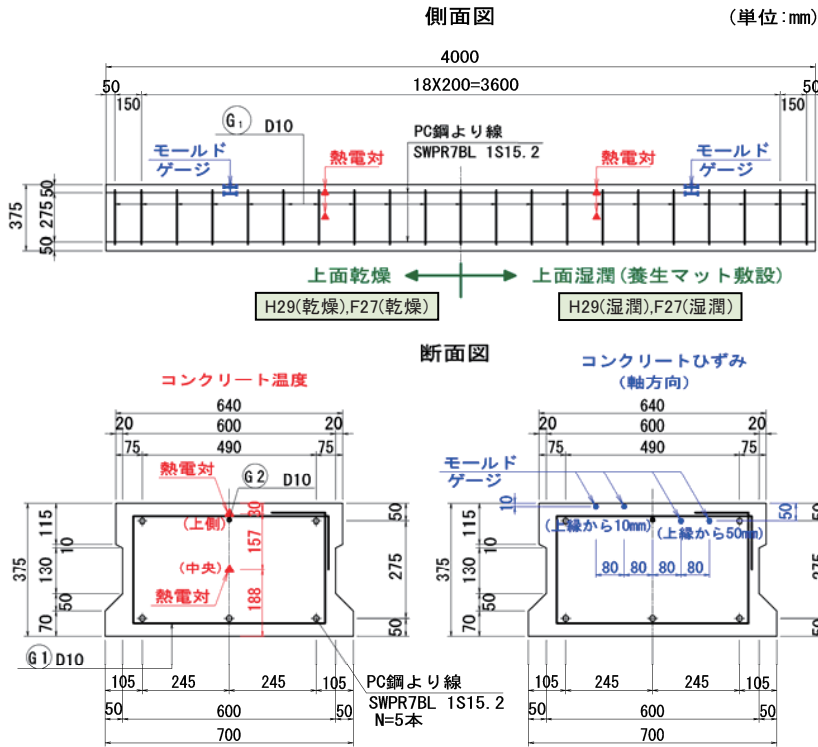 側面図
(単位:mm)
4000
50
18X200=3600
50
150
150
G1 D10
PC鋼より線
SWPR7BL 1S15.2
モールド
ゲージ
熱電対
熱電対
モールド
ゲージ
375
50
275
50
上面乾燥
上面湿潤(養生マット敷設)
H29(乾燥),F27(乾燥)
H29(湿潤),F27(湿潤)
断面図
コンクリート温度
640
20
600
20
75
490
75
熱電対
G2 D10
(上側)
30
157
(中央)
熱電対
188
375
115
10
130
50
70
50
275
50
G1 D10
PC鋼より線
SWPR7BL 1S15.2
N=5本
105
245
245
105
50
600
50
700
コンクリートひずみ
(軸方向)
640
20
600
20
75
490
75
モールド
ゲージ
10
50
(上縁から10mm)
(上縁から50mm)
80
80
80
80
375
115
10
130
50
70
50
275
50
105
245
245
105
50
600
50
700